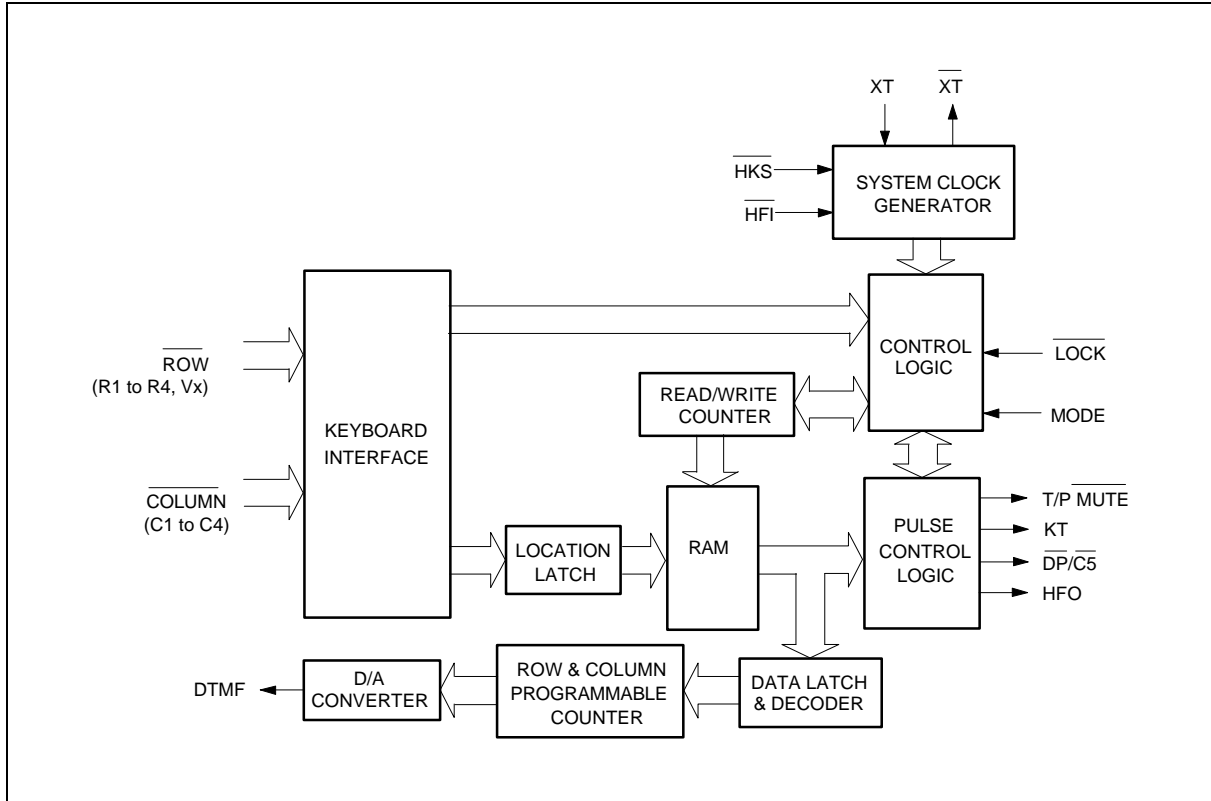 XT XT
HKS
HFI
SYSTEM CLOCK
GENERATOR
ROW
(R1 to R4, Vx)
COLUMN
(C1 to C4)
KEYBOARD
INTERFACE
READ/WRITE
COUNTER
CONTROL
LOGIC
LOCK
MODE
LOCATION
LATCH
RAM
PULSE
CONTROL
LOGIC
T/P MUTE
KT
DP/C5
HFO
DTMF
D/A
CONVERTER
ROW & COLUMN
PROGRAMMABLE
COUNTER
DATA LATCH
& DECODER